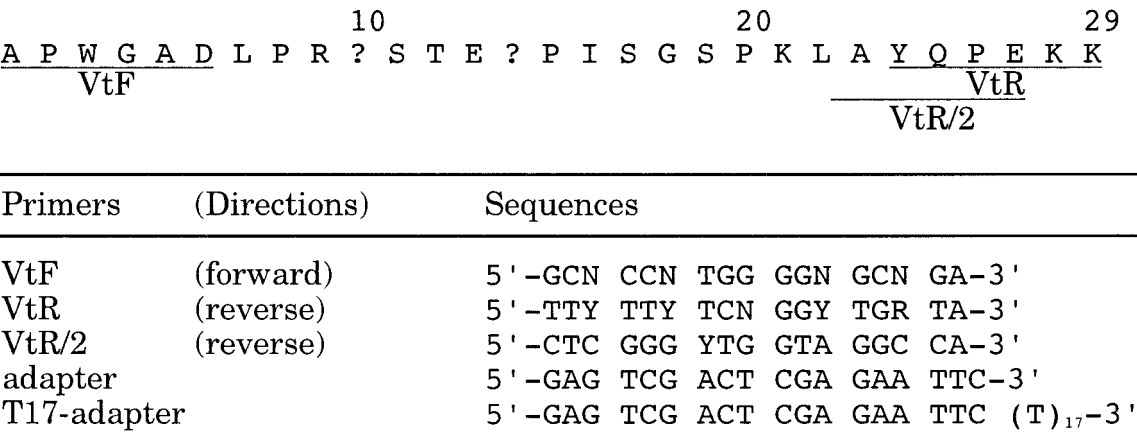 10 20 29
A P W G A D L P R ? S T E ? P I S G S P K L A Y Q P E K K
VtF VtR
VtR/2
Primers (Directions) Sequences
VtF (forward) 5'-GCN CCN TGG GGN GCN GA-3'
VtR (reverse) 5'-TTY TTY TCN GGY TGR TA-3'
VtR/2 (reverse) 5'-CTC GGG YTG GTA GGC CA-3'
adapter 5'-GAG TCG ACT CGA GAA TTC-3'
T17-adapter 5'-GAG TCG ACT CGA GAA TTC (T)₁₇-3'